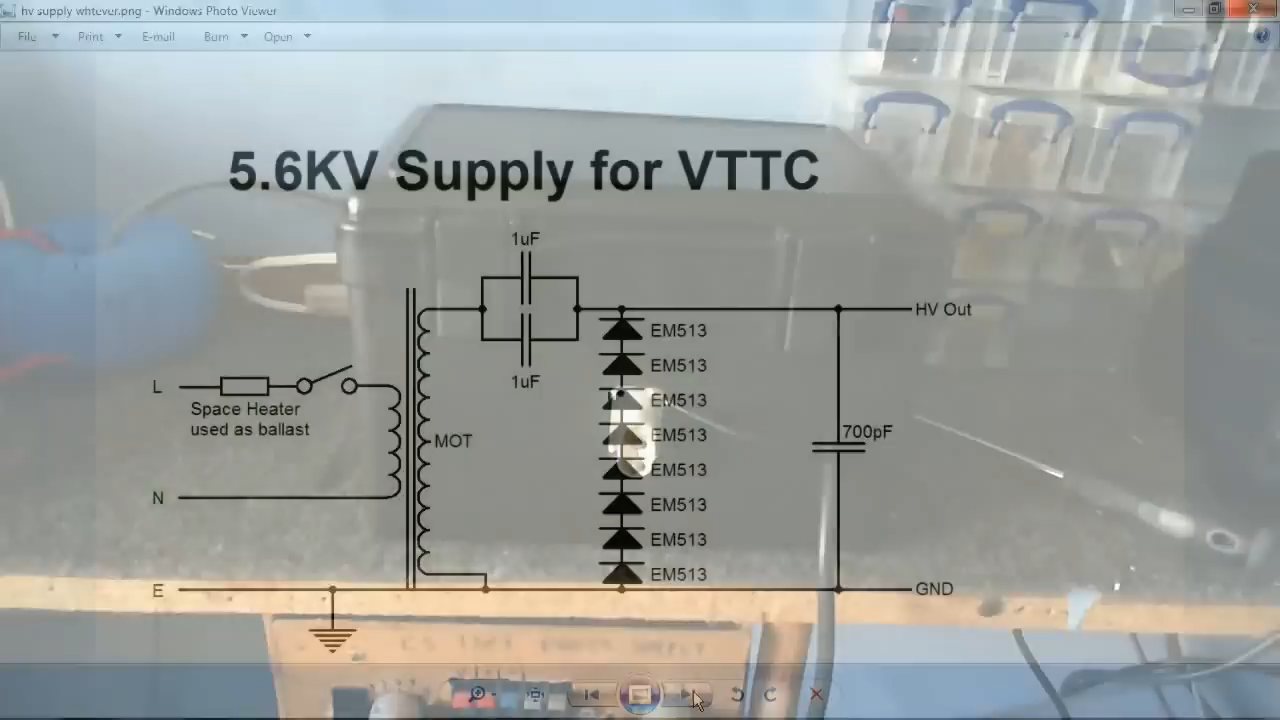 hv supply whtever.png - Windows Photo Viewer
File Print E-mail Burn Open
5.6KV Supply for VTTC
1uF
1uF
L
Space Heater
used as ballast
N
E
MOT
EM513
EM513
EM513
EM513
EM513
EM513
EM513
EM513
HV Out
700pF
GND